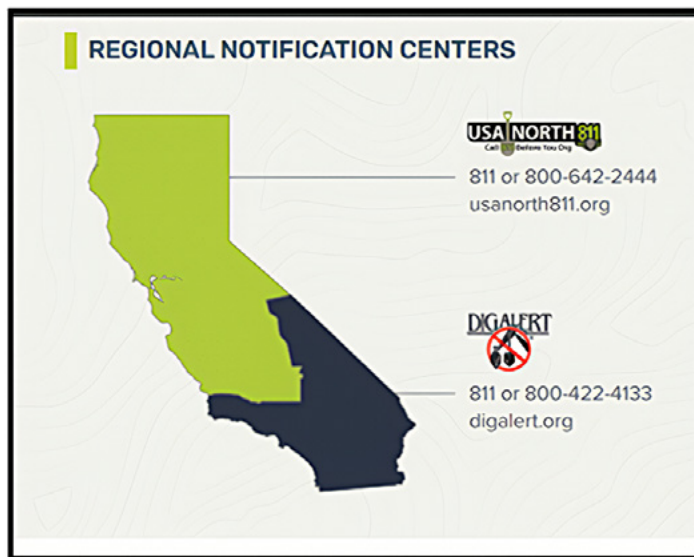 REGIONAL NOTIFICATION CENTERS
USA NORTH 811
Call Before You Dig
811 or 800-642-2444
usanorth811.org
DIGALERT
811 or 800-422-4133
digalert.org